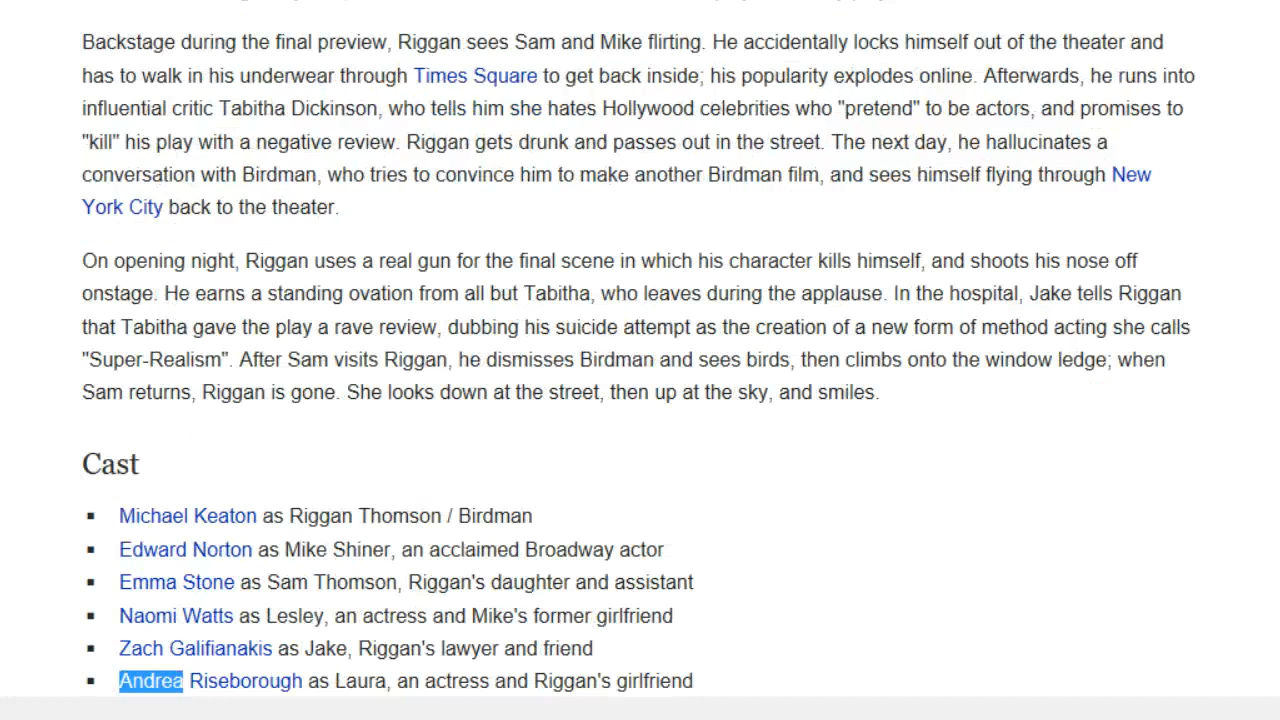 Backstage during the final preview, Riggan sees Sam and Mike flirting. He accidentally locks himself out of the theater and
has to walk in his underwear through Times Square to get back inside; his popularity explodes online. Afterwards, he runs into
influential critic Tabitha Dickinson, who tells him she hates Hollywood celebrities who "pretend" to be actors, and promises to
"kill" his play with a negative review. Riggan gets drunk and passes out in the street. The next day, he hallucinates a
conversation with Birdman, who tries to convince him to make another Birdman film, and sees himself flying through New
York City back to the theater.
On opening night, Riggan uses a real gun for the final scene in which his character kills himself, and shoots his nose off
onstage. He earns a standing ovation from all but Tabitha, who leaves during the applause. In the hospital, Jake tells Riggan
that Tabitha gave the play a rave review, dubbing his suicide attempt as the creation of a new form of method acting she calls
"Super-Realism". After Sam visits Riggan, he dismisses Birdman and sees birds, then climbs onto the window ledge; when
Sam returns, Riggan is gone. She looks down at the street, then up at the sky, and smiles.
Cast
▪ Michael Keaton as Riggan Thomson / Birdman
▪ Edward Norton as Mike Shiner, an acclaimed Broadway actor
▪ Emma Stone as Sam Thomson, Riggan's daughter and assistant
▪ Naomi Watts as Lesley, an actress and Mike's former girlfriend
▪ Zach Galifianakis as Jake, Riggan's lawyer and friend
▪ Andrea Riseborough as Laura, an actress and Riggan's girlfriend